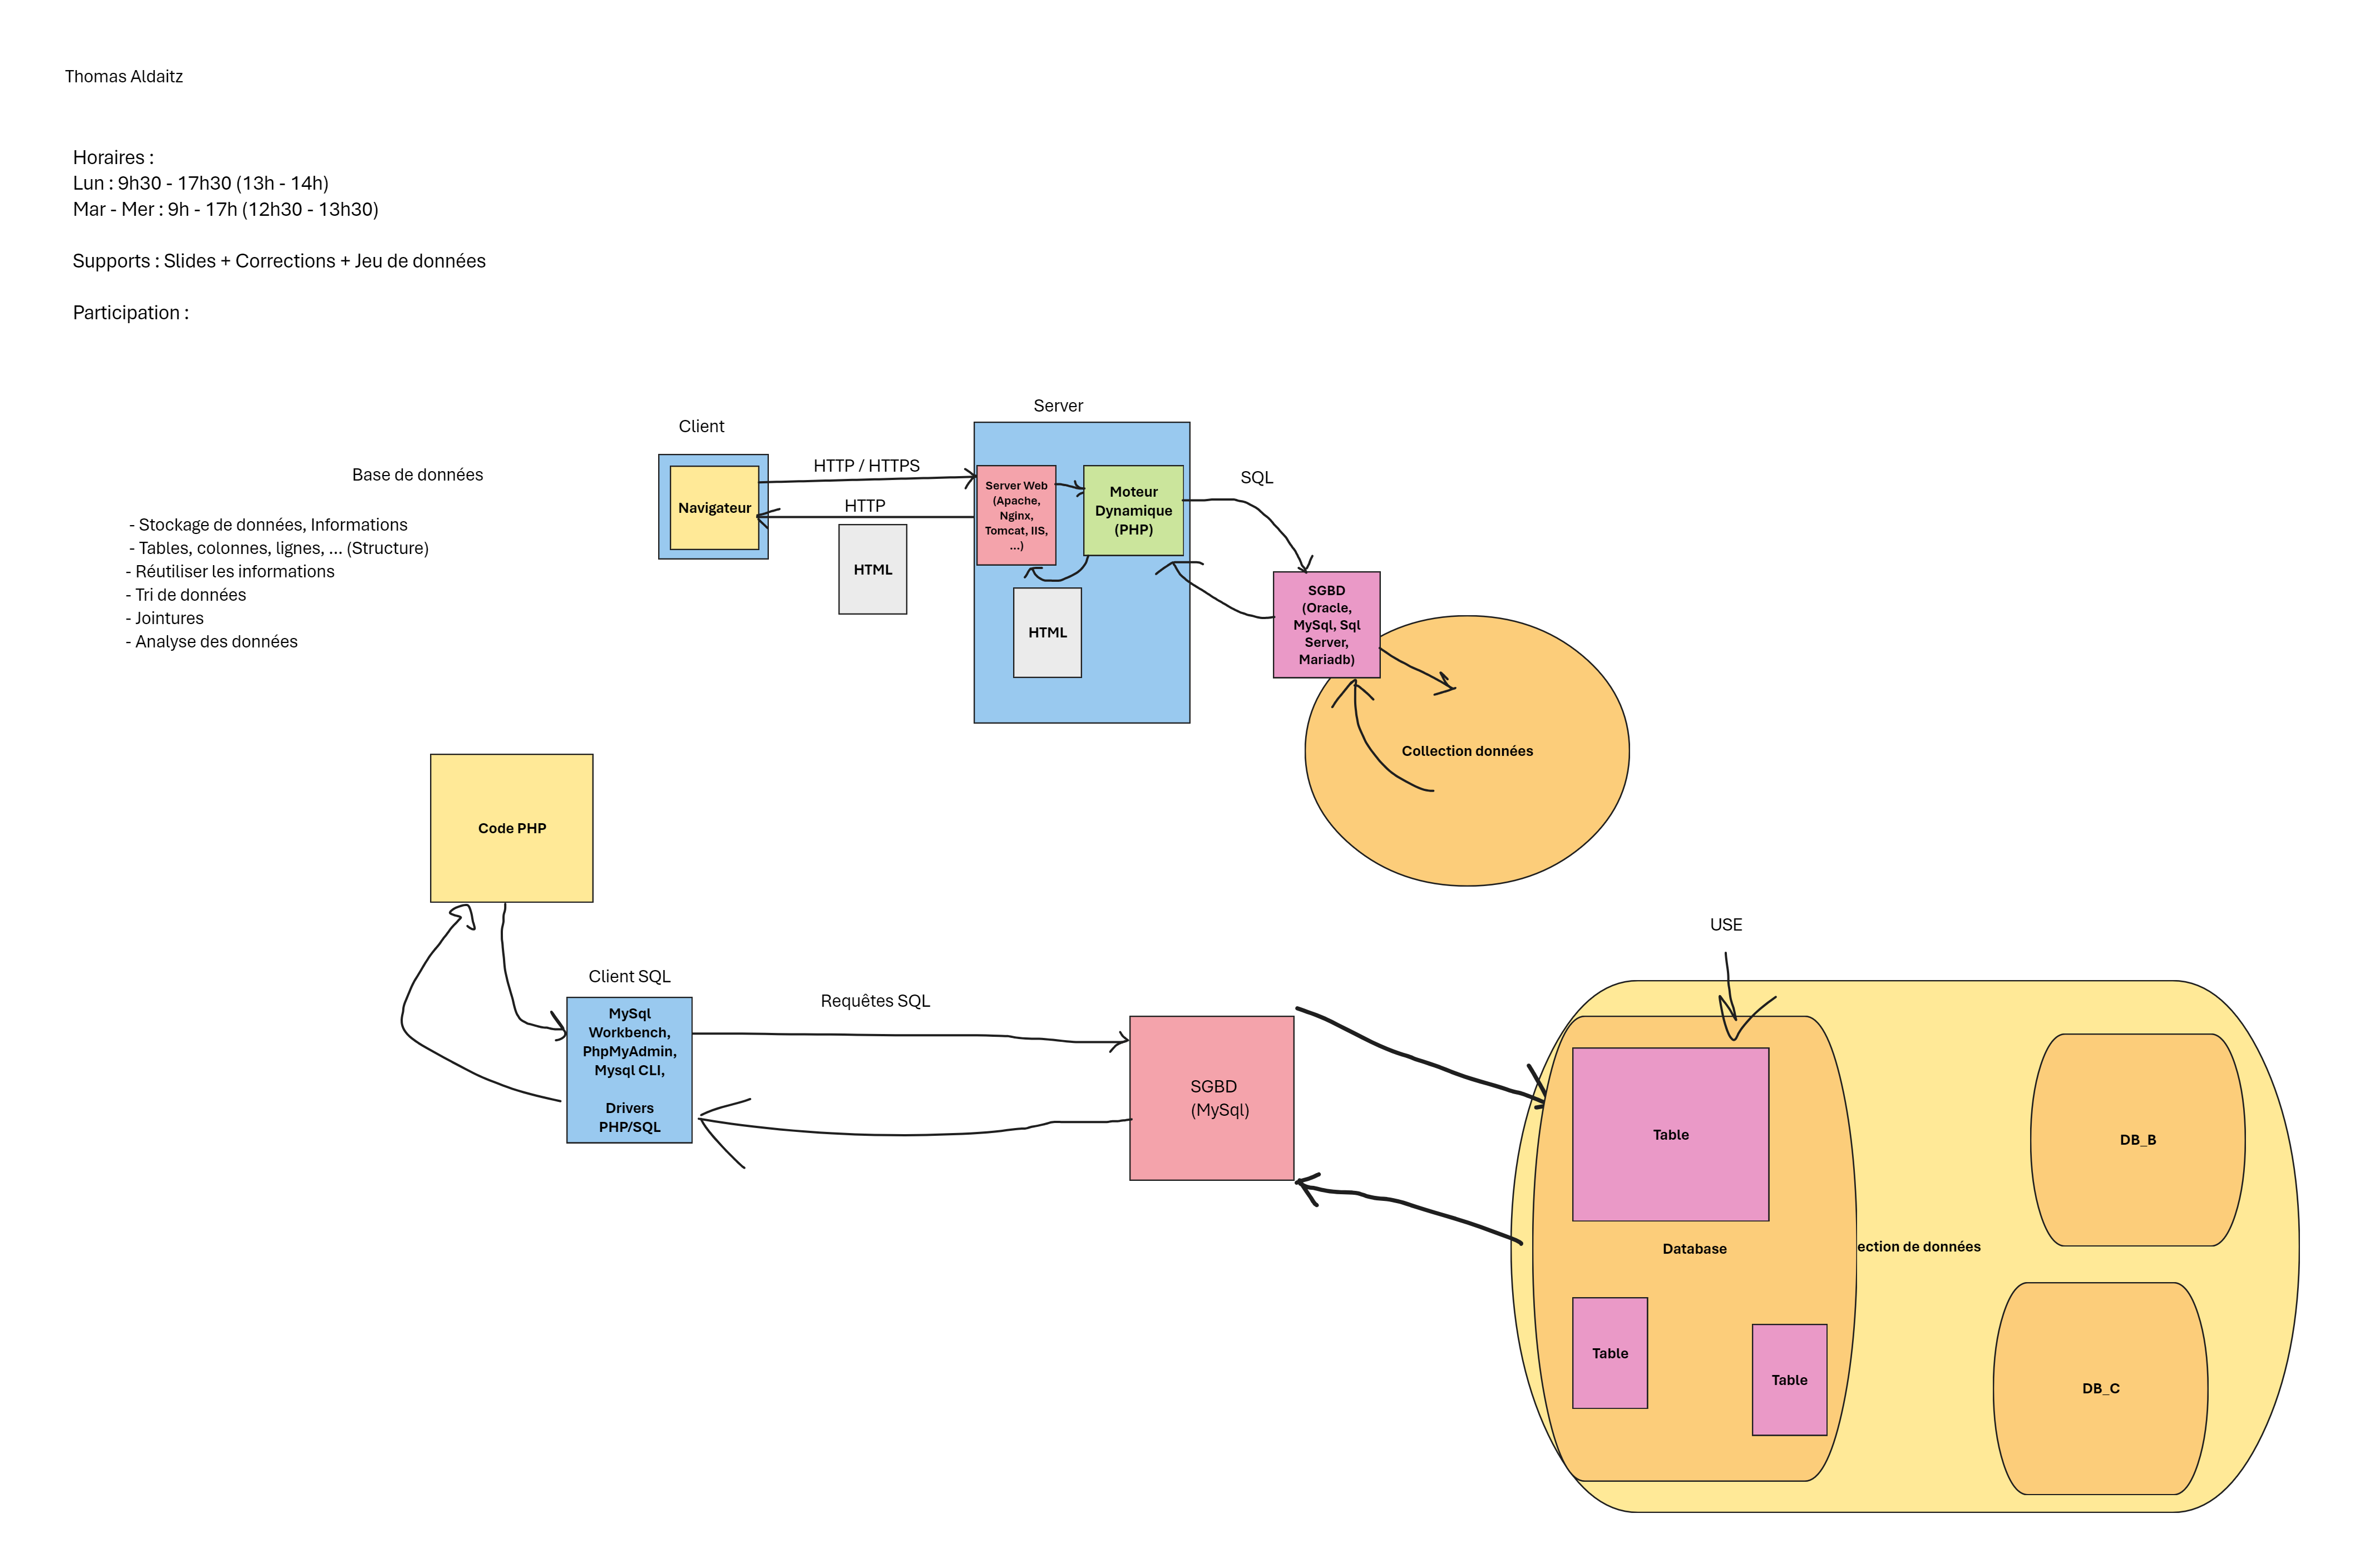 Thomas Aldaitz
Horaires :
Lun : 9h30 - 17h30 (13h - 14h)
Mar - Mer : 9h - 17h (12h30 - 13h30)
Supports : Slides + Corrections + Jeu de données
Participation :
Base de données
- Stockage de données, Informations
- Tables, colonnes, lignes, ... (Structure)
- Réutiliser les informations
- Tri de données
- Jointures
- Analyse des données
Client
Navigateur
HTTP / HTTPS
HTTP
HTML
Server
Server Web
(Apache,
Nginx,
Tomcat, IIS,
...)
Moteur
Dynamique
(PHP)
HTML
SQL
SGBD
(Oracle,
MySql, Sql
Server,
Mariadb)
Collection données
Code PHP
Client SQL
MySql
Workbench,
PhpMyAdmin,
Mysql CLI,
Drivers
PHP/SQL
Requêtes SQL
SGBD
(MySql)
USE
Table
Database
ection de données
Table
Table
DB_B
DB_C